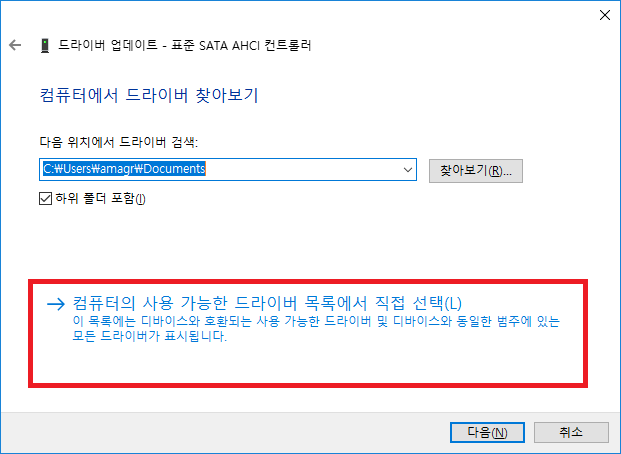 드라이버 업데이트 - 표준 SATA AHCI 컨트롤러
컴퓨터에서 드라이버 찾아보기
다음 위치에서 드라이버 검색:
C:₩Users₩amagr₩Documents
찾아보기(R)...
하위 폴더 포함(I)
컴퓨터의 사용 가능한 드라이버 목록에서 직접 선택(L)
이 목록에는 디바이스와 호환되는 사용 가능한 드라이버 및 디바이스와 동일한 범주에 있는
모든 드라이버가 표시됩니다.
다음(N)
취소